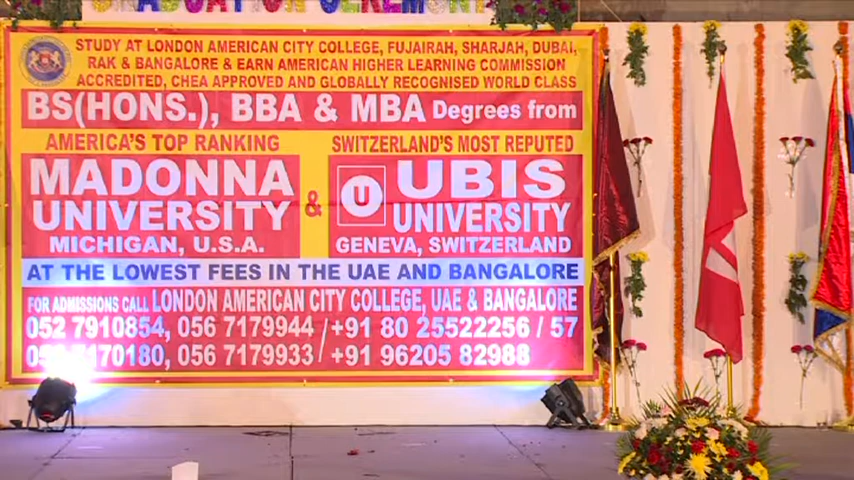 GRADUATION CEREMONY
STUDY AT LONDON AMERICAN CITY COLLEGE, FUJAIRAH, SHARJAH, DUBAI,
RAK & BANGALORE & EARN AMERICAN HIGHER LEARNING COMMISSION
ACCREDITED, CHEA APPROVED AND GLOBALLY RECOGNISED WORLD CLASS
BS(HONS.), BBA & MBA Degrees from
AMERICA'S TOP RANKING
MADONNA
UNIVERSITY
MICHIGAN, U.S.A.
&
SWITZERLAND'S MOST REPUTED
U
UBIS
UNIVERSITY
GENEVA, SWITZERLAND
AT THE LOWEST FEES IN THE UAE AND BANGALORE
FOR ADMISSIONS CALL LONDON AMERICAN CITY COLLEGE, UAE & BANGALORE
052 7910854, 056 7179944 / +91 80 25522256 / 57
7170180, 056 7179933 / +91 96205 82988